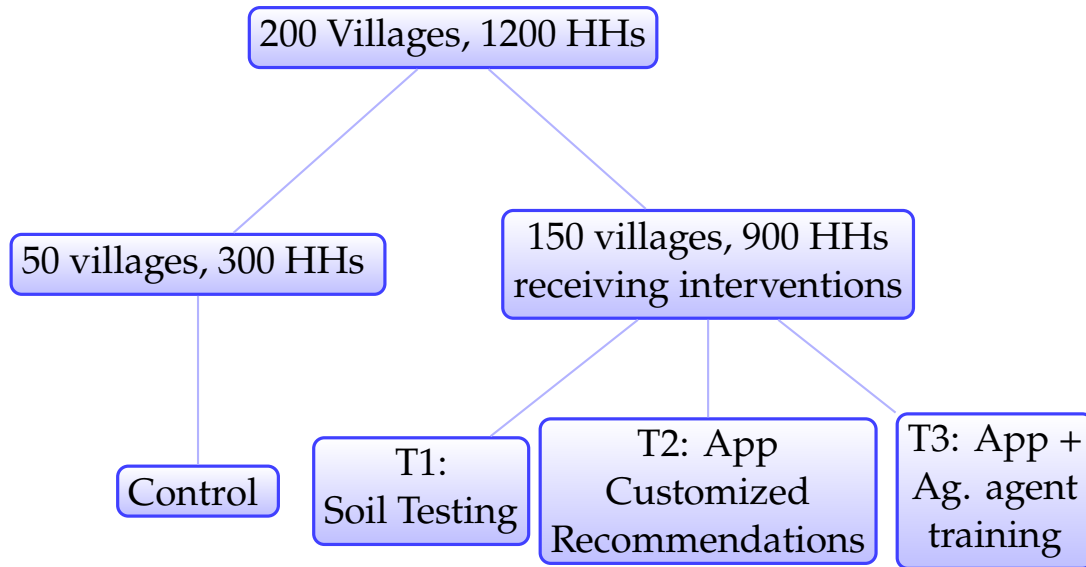 200 Villages, 1200 HHs
50 villages, 300 HHs
150 villages, 900 HHs
receiving interventions
Control
T1:
Soil Testing
T2: App
Customized
Recommendations
T3: App +
Ag. agent
training